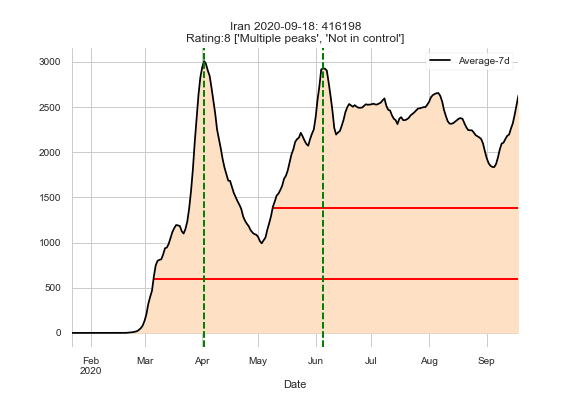 Iran 2020-09-18: 416198
Rating:8 ['Multiple peaks', 'Not in control']
Average-7d
3000
2500
2000
1500
1000
500
0
Feb Mar Apr May Jun Jul Aug Sep
2020
Date